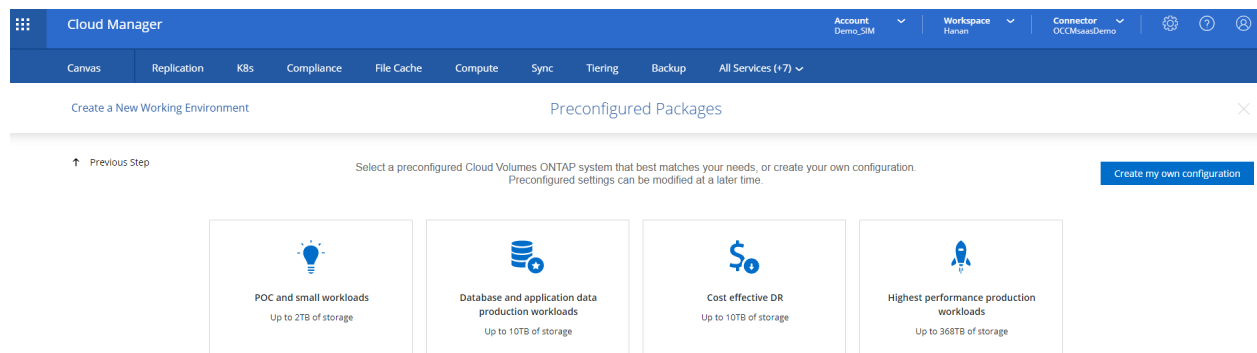 Cloud Manager
Account
Demo_SIM
Workspace
Hanan
Connector
OCCMsaasDemo
Canvas Replication K8s Compliance File Cache Compute Sync Tiering Backup All Services (+7)
Create a New Working Environment
Preconfigured Packages
Previous Step
Select a preconfigured Cloud Volumes ONTAP system that best matches your needs, or create your own configuration.
Preconfigured settings can be modified at a later time.
Create my own configuration
POC and small workloads
Up to 2TB of storage
Database and application data
production workloads
Up to 10TB of storage
Cost effective DR
Up to 10TB of storage
Highest performance production
workloads
Up to 368TB of storage